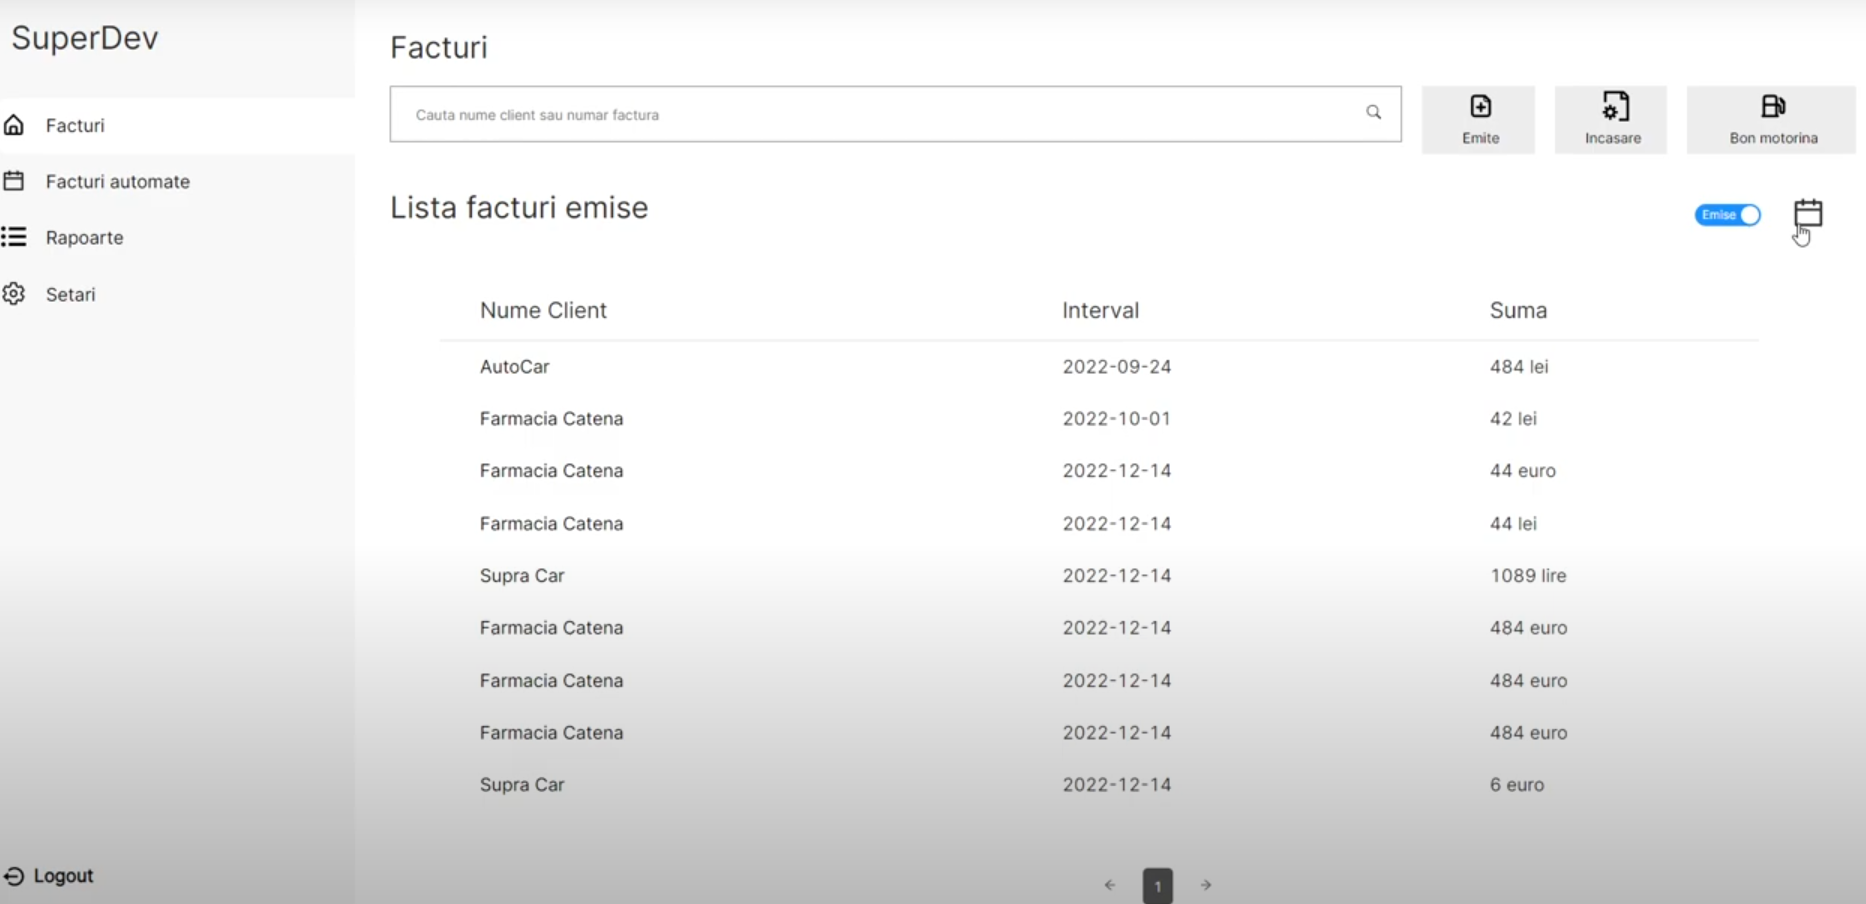 SuperDev
Facturi
Facturi automate
Rapoarte
Setari
Logout
Facturi
Cauta nume client sau numar factura
Emite
Incasare
Bon motorina
Lista facturi emise
Emise
Nume Client Interval Suma
AutoCar 2022-09-24 484 lei
Farmacia Catena 2022-10-01 42 lei
Farmacia Catena 2022-12-14 44 euro
Farmacia Catena 2022-12-14 44 lei
Supra Car 2022-12-14 1089 lire
Farmacia Catena 2022-12-14 484 euro
Farmacia Catena 2022-12-14 484 euro
Farmacia Catena 2022-12-14 484 euro
Supra Car 2022-12-14 6 euro
1